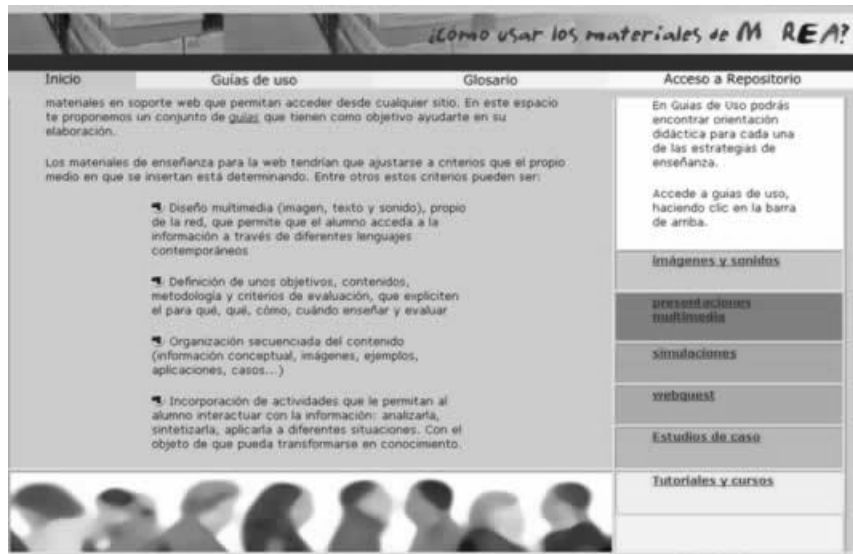 ¿Cómo usar los materiales de M REA?
Inicio
Guías de uso
Glosario
Acceso a Repositorio
materiales en soporte web que permitan acceder desde cualquier sitio. En este espacio
te proponemos un conjunto de guías que tienen como objetivo ayudarte en su
elaboración.
Los materiales de enseñanza para la web tendrían que ajustarse a criterios que el propio
medio en que se insertan está determinando. Entre otros estos criterios pueden ser:
Diseño multimedia (imagen, texto y sonido), propio
de la red, que permite que el alumno acceda a la
información a través de diferentes lenguajes
contemporáneos
Definición de unos objetivos, contenidos,
metodología y criterios de evaluación, que expliciten
el para qué, qué, cómo, cuándo enseñar y evaluar
Organización secuenciada del contenido
(información conceptual, imágenes, ejemplos,
aplicaciones, casos...)
Incorporación de actividades que le permitan al
alumno interactuar con la información: analizarla,
sintetizarla, aplicarla a diferentes situaciones. Con el
objeto de que pueda transformarse en conocimiento.
En Guias de Uso podrás
encontrar orientación
didáctica para cada una
de las estrategias de
enseñanza.
Accede a guias de uso,
haciendo clic en la barra
de arriba.
imágenes y sonidos
presentaciones
multimedia
simulaciones
webquest
Estudios de caso
Tutoriales y cursos